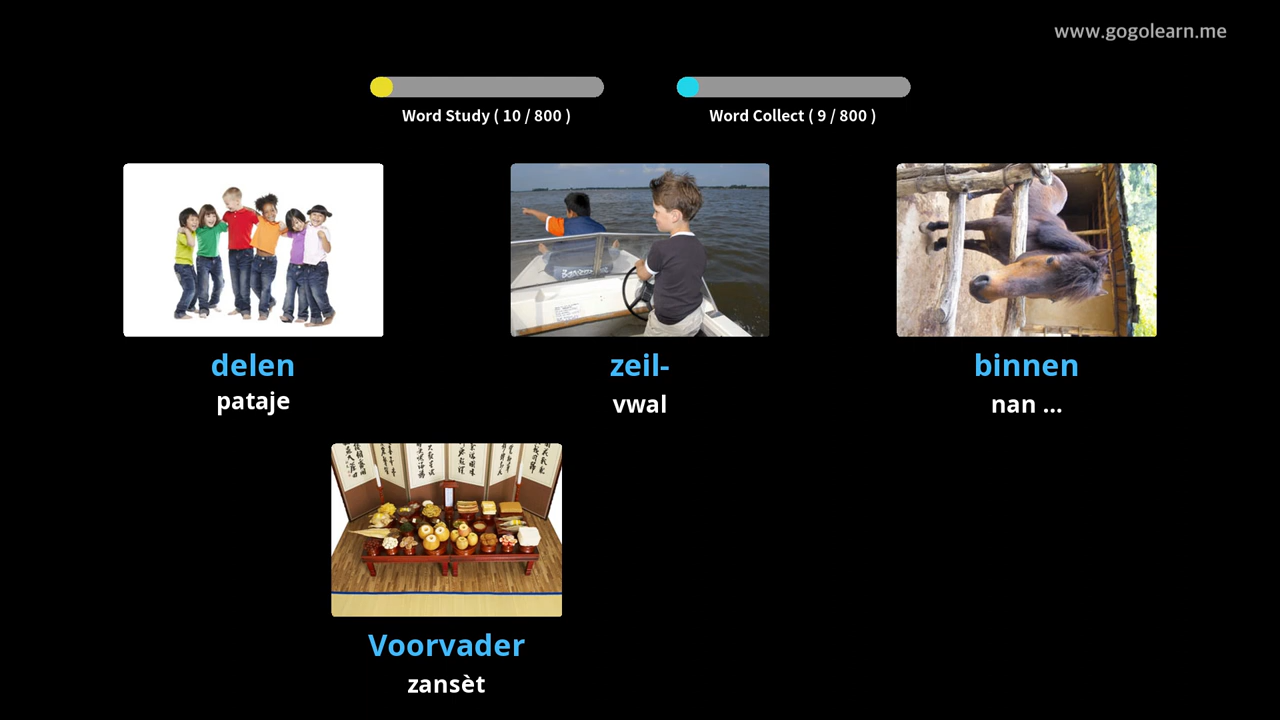 www.gogolearn.me
Word Study ( 10 / 800 )
Word Collect ( 9 / 800 )
delen
pataje
zeil-
vwal
binnen
nan ...
Voorvader
zansèt